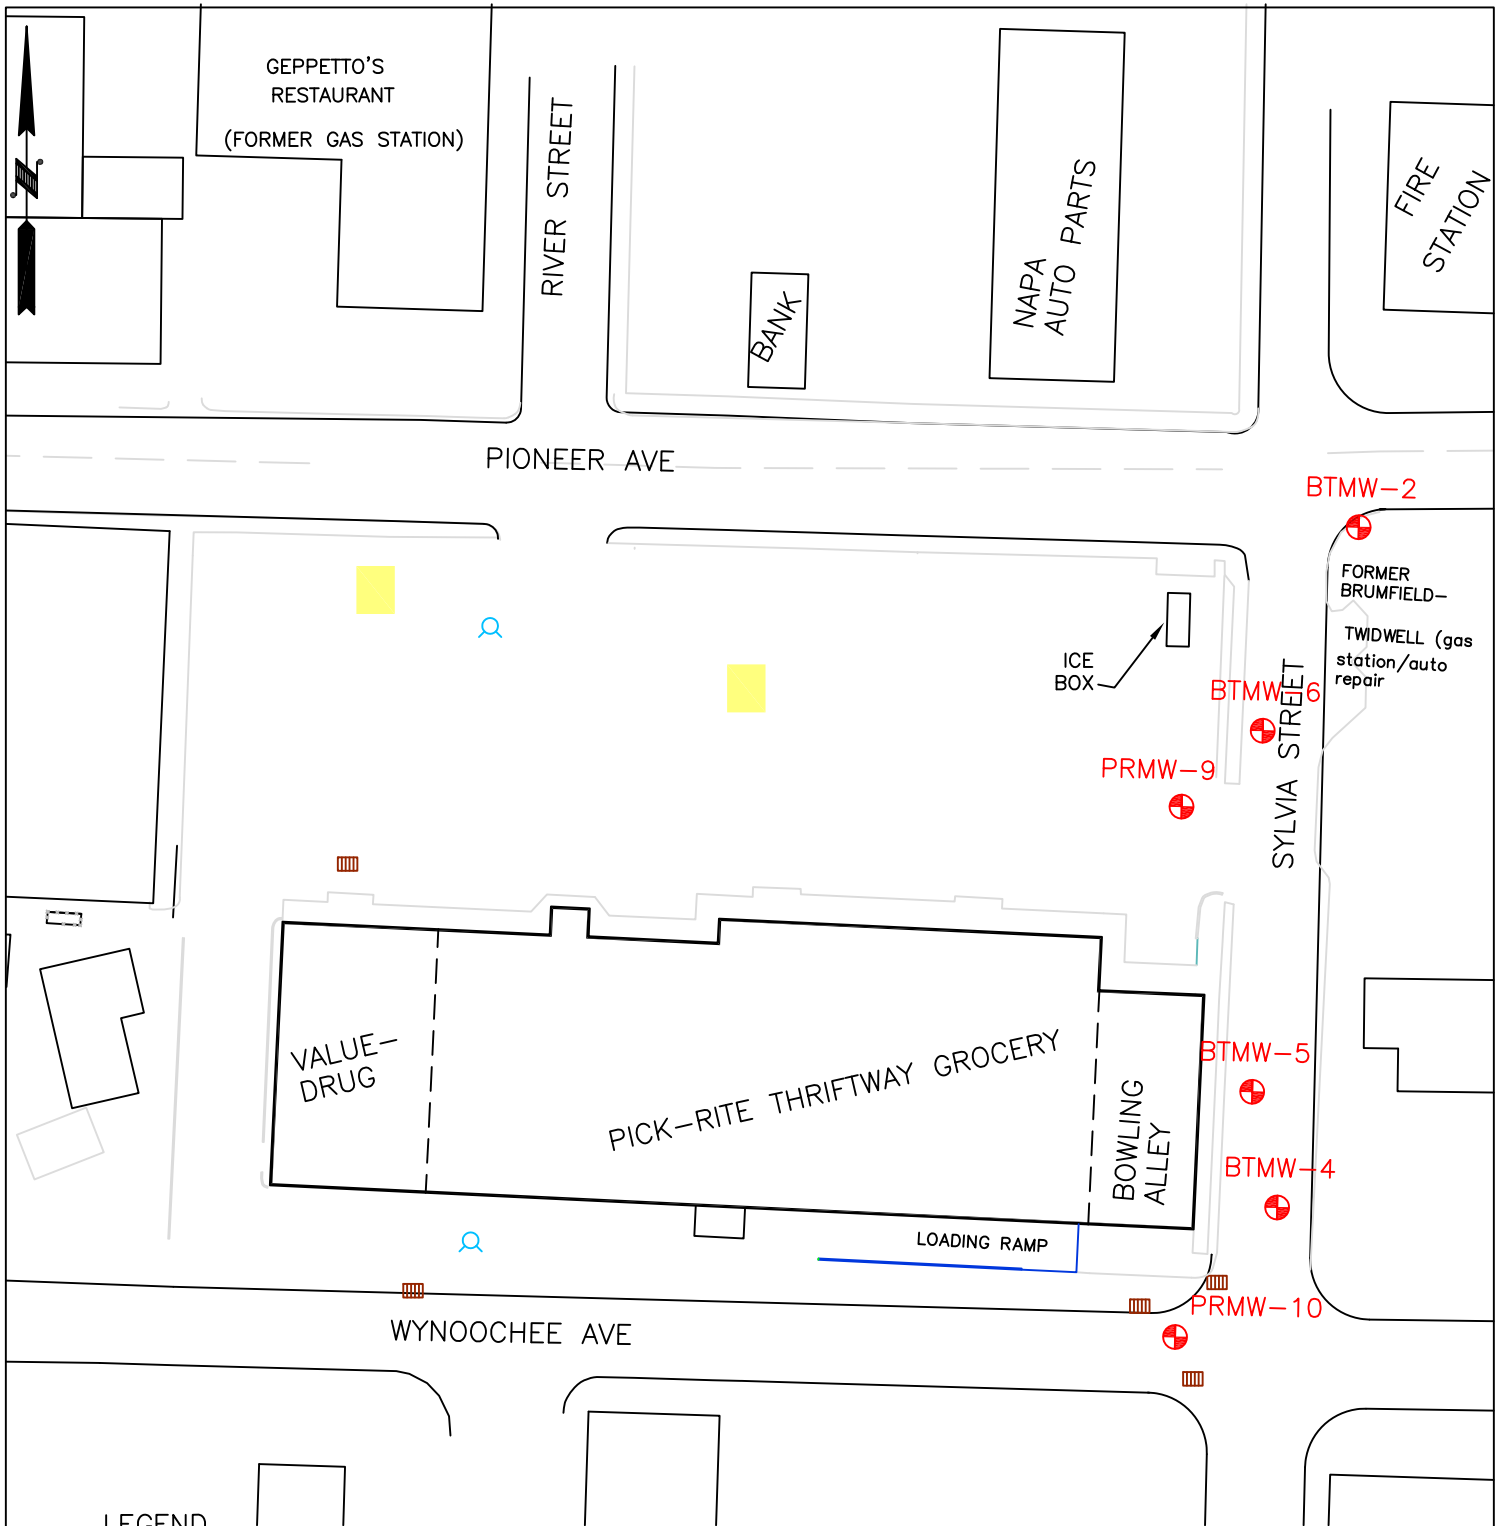 GEPPETTO'S
RESTAURANT
(FORMER GAS STATION)
RIVER STREET
BANK
NAPA
AUTO PARTS
FIRE
STATION
PIONEER AVE
BTMW-2
FORMER
BRUMFIELD-
TWIDWELL (gas
station/auto
repair
ICE
BOX
BTMW-6
SYLVIA STREET
PRMW-9
VALUE-
DRUG
PICK-RITE THRIFTWAY GROCERY
BOWLING
ALLEY
BTMW-5
BTMW-4
LOADING RAMP
PRMW-10
WYNOOCHEE AVE
LEGEND